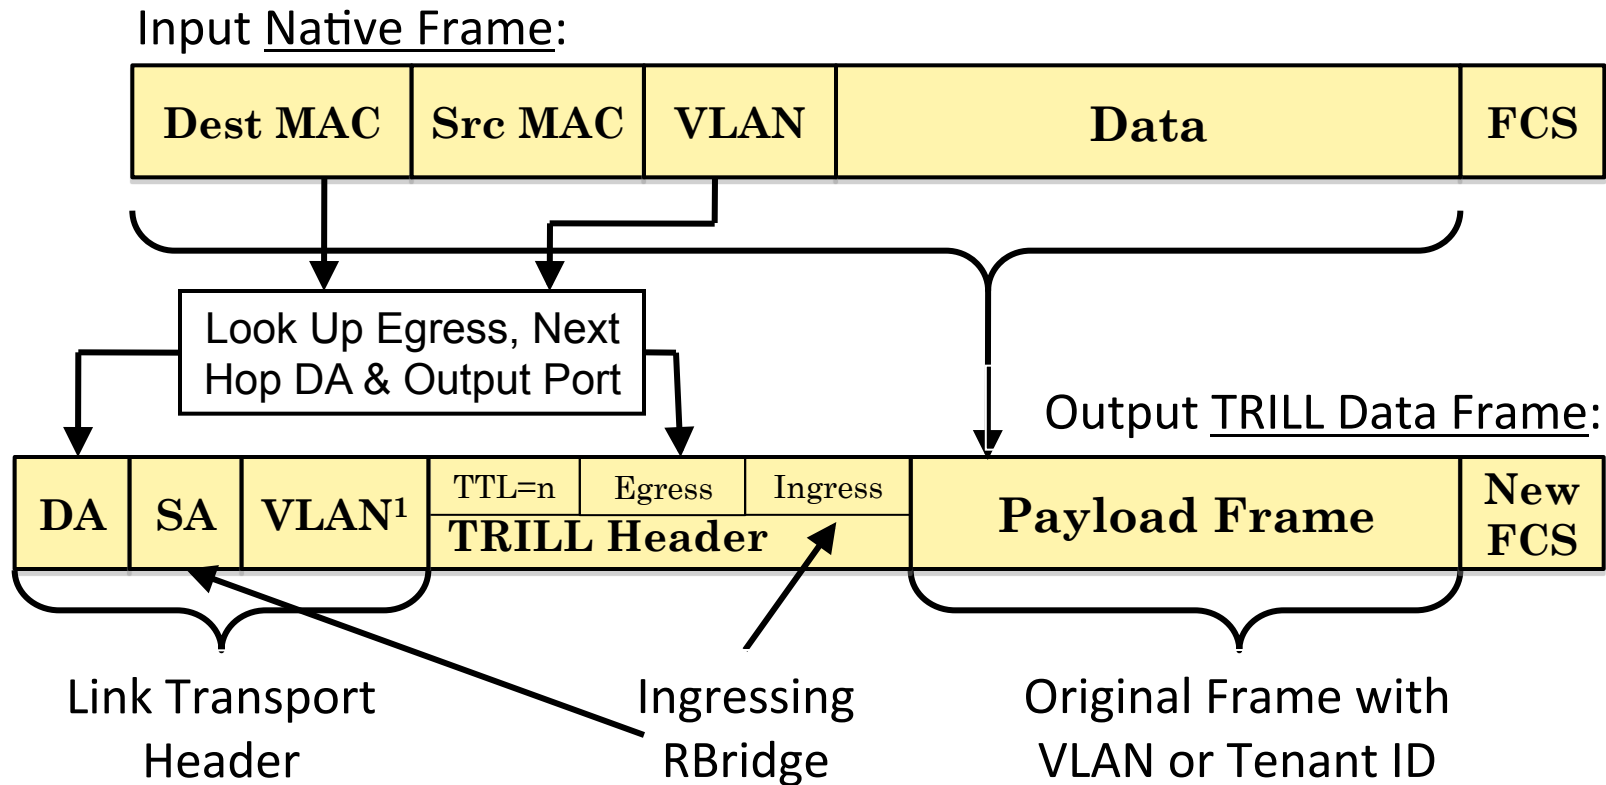 Input Native Frame:
Dest MAC Src MAC VLAN Data FCS
Look Up Egress, Next
Hop DA & Output Port
Output TRILL Data Frame:
DA SA VLAN¹ TTL=n Egress Ingress
TRILL Header
Payload Frame
New
FCS
Link Transport
Header
Ingressing
RBridge
Original Frame with
VLAN or Tenant ID